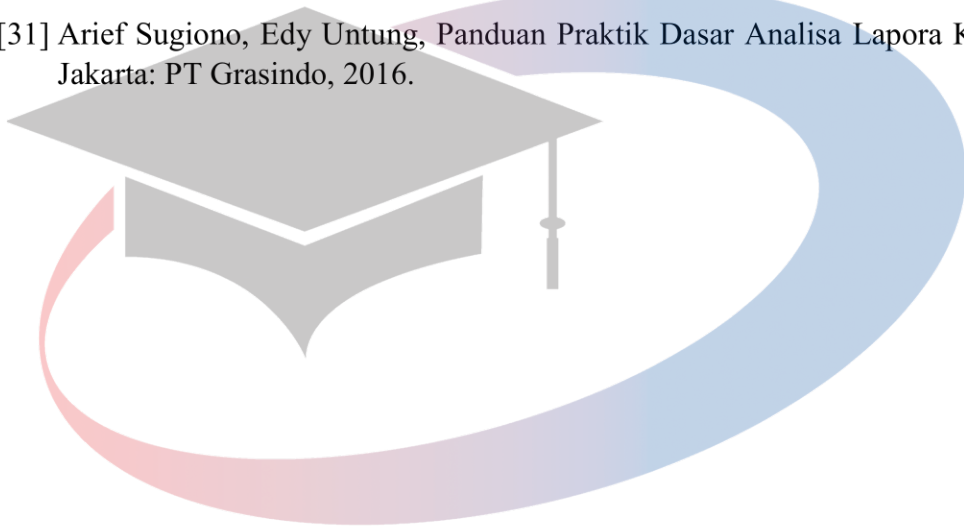 [31] Arief Sugiono, Edy Untung, Panduan Praktik Dasar Analisa Lapora K
Jakarta: PT Grasindo, 2016.